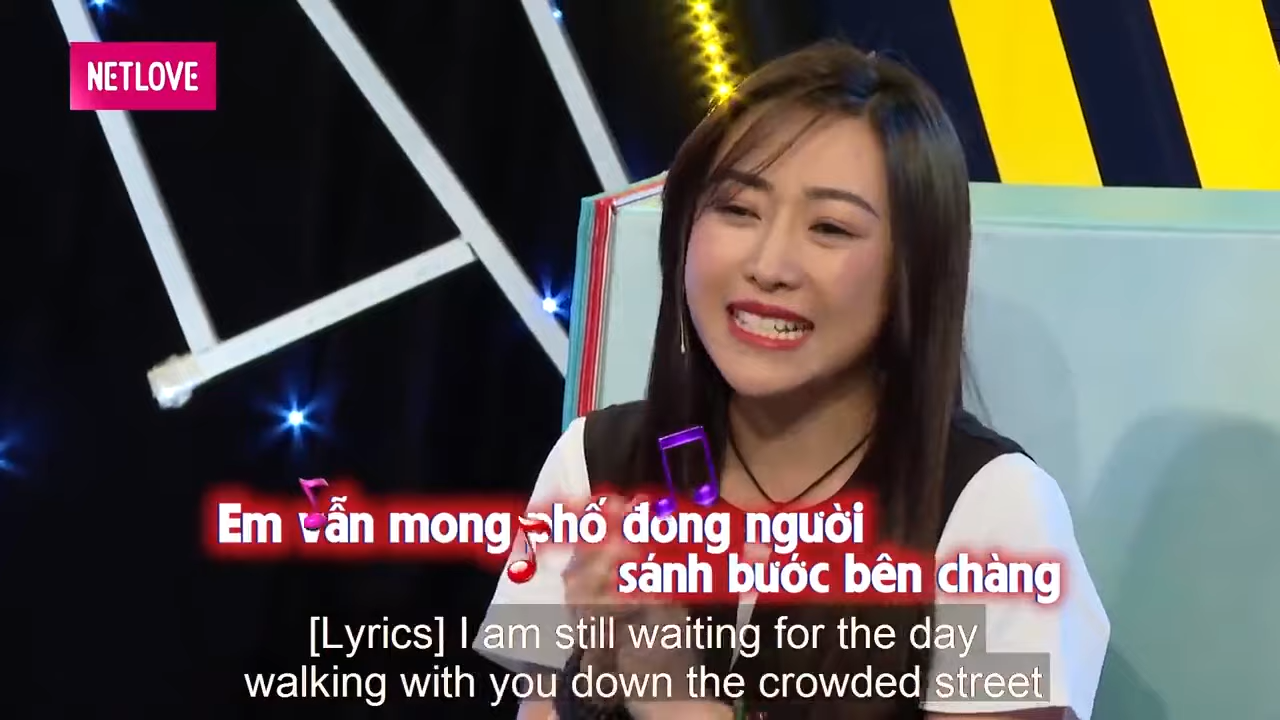 NETLOVE
Em vẫn mong phố đông người
sánh bước bên chàng
[Lyrics] I am still waiting for the day
walking with you down the crowded street